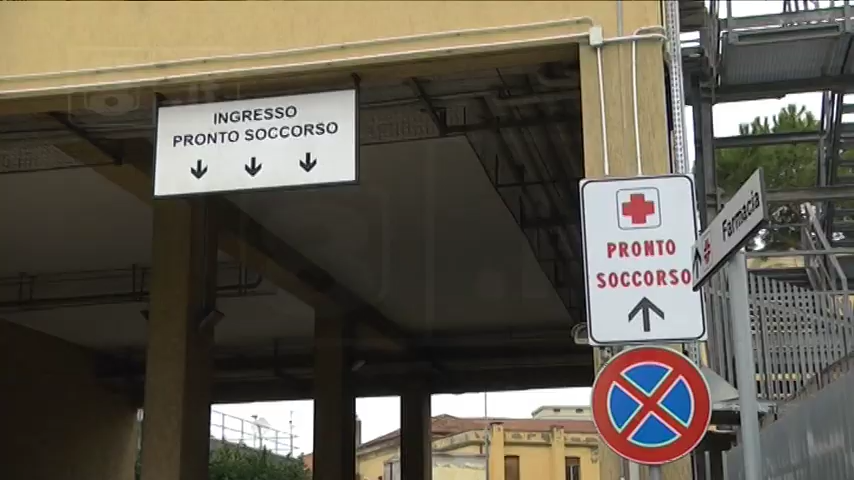 INGRESSO
PRONTO SOCCORSO
PRONTO
SOCCORSO
Farmacia